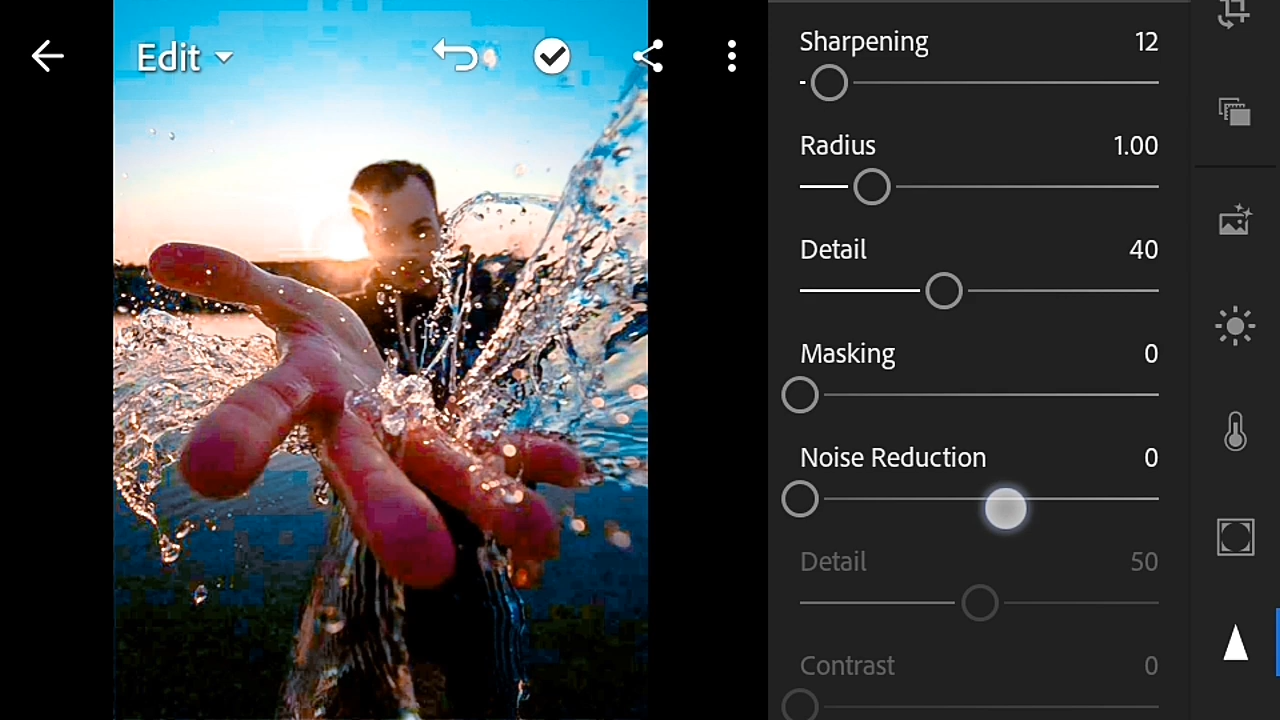 Edit
Sharpening 12
Radius 1.00
Detail 40
Masking 0
Noise Reduction 0
Detail 50
Contrast 0